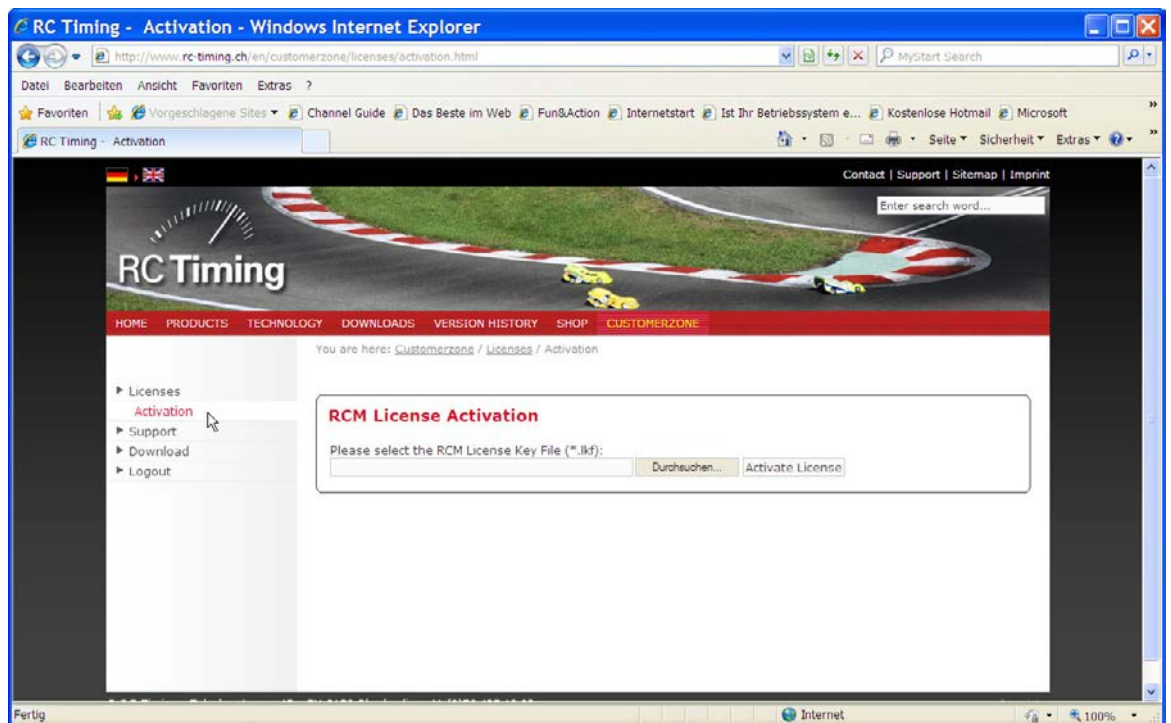 RC Timing - Activation - Windows Internet Explorer
http://www.rc-timing.ch/en/customerzone/licenses/activation.html
MyStart Search
Datei Bearbeiten Ansicht Favoriten Extras ?
Favoriten Vorgeschlagene Sites Channel Guide Das Beste im Web Fun&Action Internetstart Ist Ihr Betriebssystem e... Kostenlose Hotmail Microsoft »
RC Timing - Activation
Seite Sicherheit Extras »
Contact | Support | Sitemap | Imprint
Enter search word...
RC Timing
HOME PRODUCTS TECHNOLOGY DOWNLOADS VERSION HISTORY SHOP CUSTOMERZONE
You are here: Customerzone / Licenses / Activation
Licenses
Activation
Support
Download
Logout
RCM License Activation
Please select the RCM License Key File (*.lkf):
Durchsuchen... Activate License
Fertig
Internet
100%